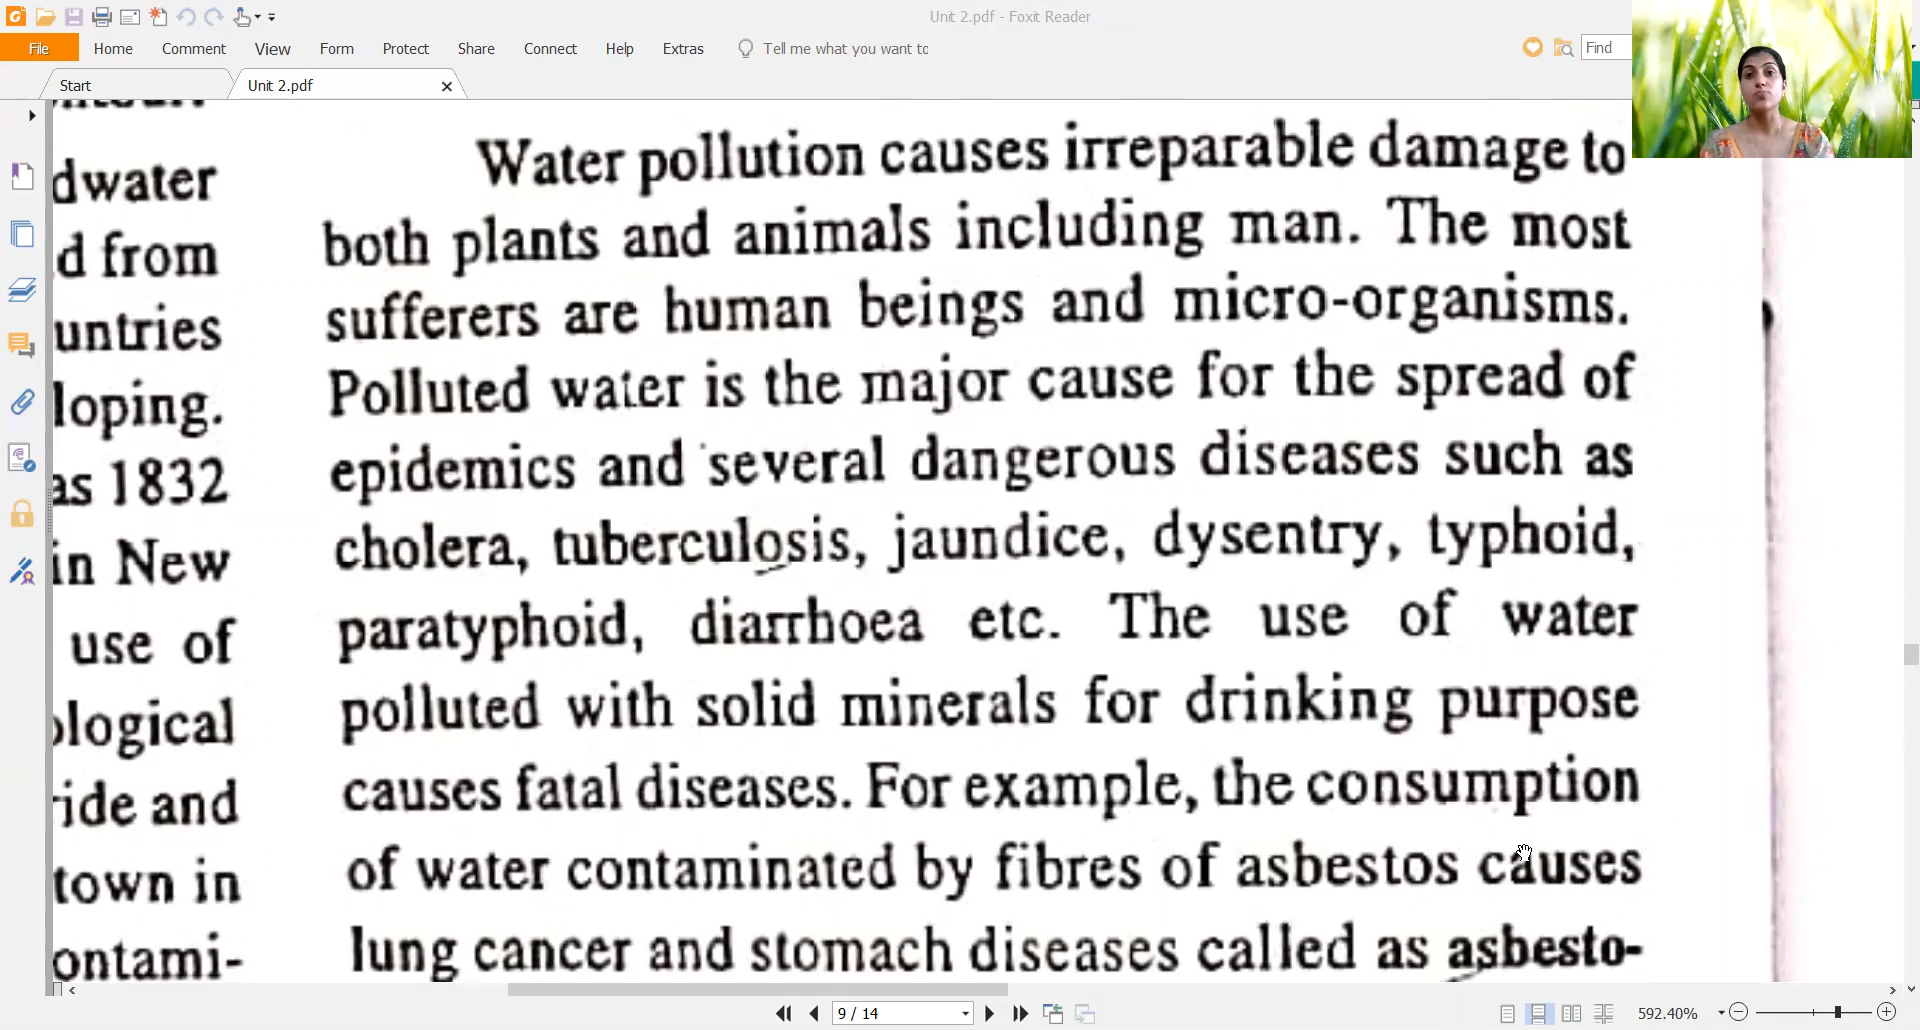 Unit 2.pdf - Foxit Reader
File Home Comment View Form Protect Share Connect Help Extras Tell me what you want to Find
Start Unit 2.pdf
dwater
d from
untries
loping.
as 1832
in New
use of
ological
ride and
town in
ontami-
Water pollution causes irreparable damage to
both plants and animals including man. The most
sufferers are human beings and micro-organisms.
Polluted water is the major cause for the spread of
epidemics and several dangerous diseases such as
cholera, tuberculosis, jaundice, dysentry, typhoid,
paratyphoid, diarrhoea etc. The use of water
polluted with solid minerals for drinking purpose
causes fatal diseases. For example, the consumption
of water contaminated by fibres of asbestos causes
lung cancer and stomach diseases called as asbesto-
9 / 14
592.40%